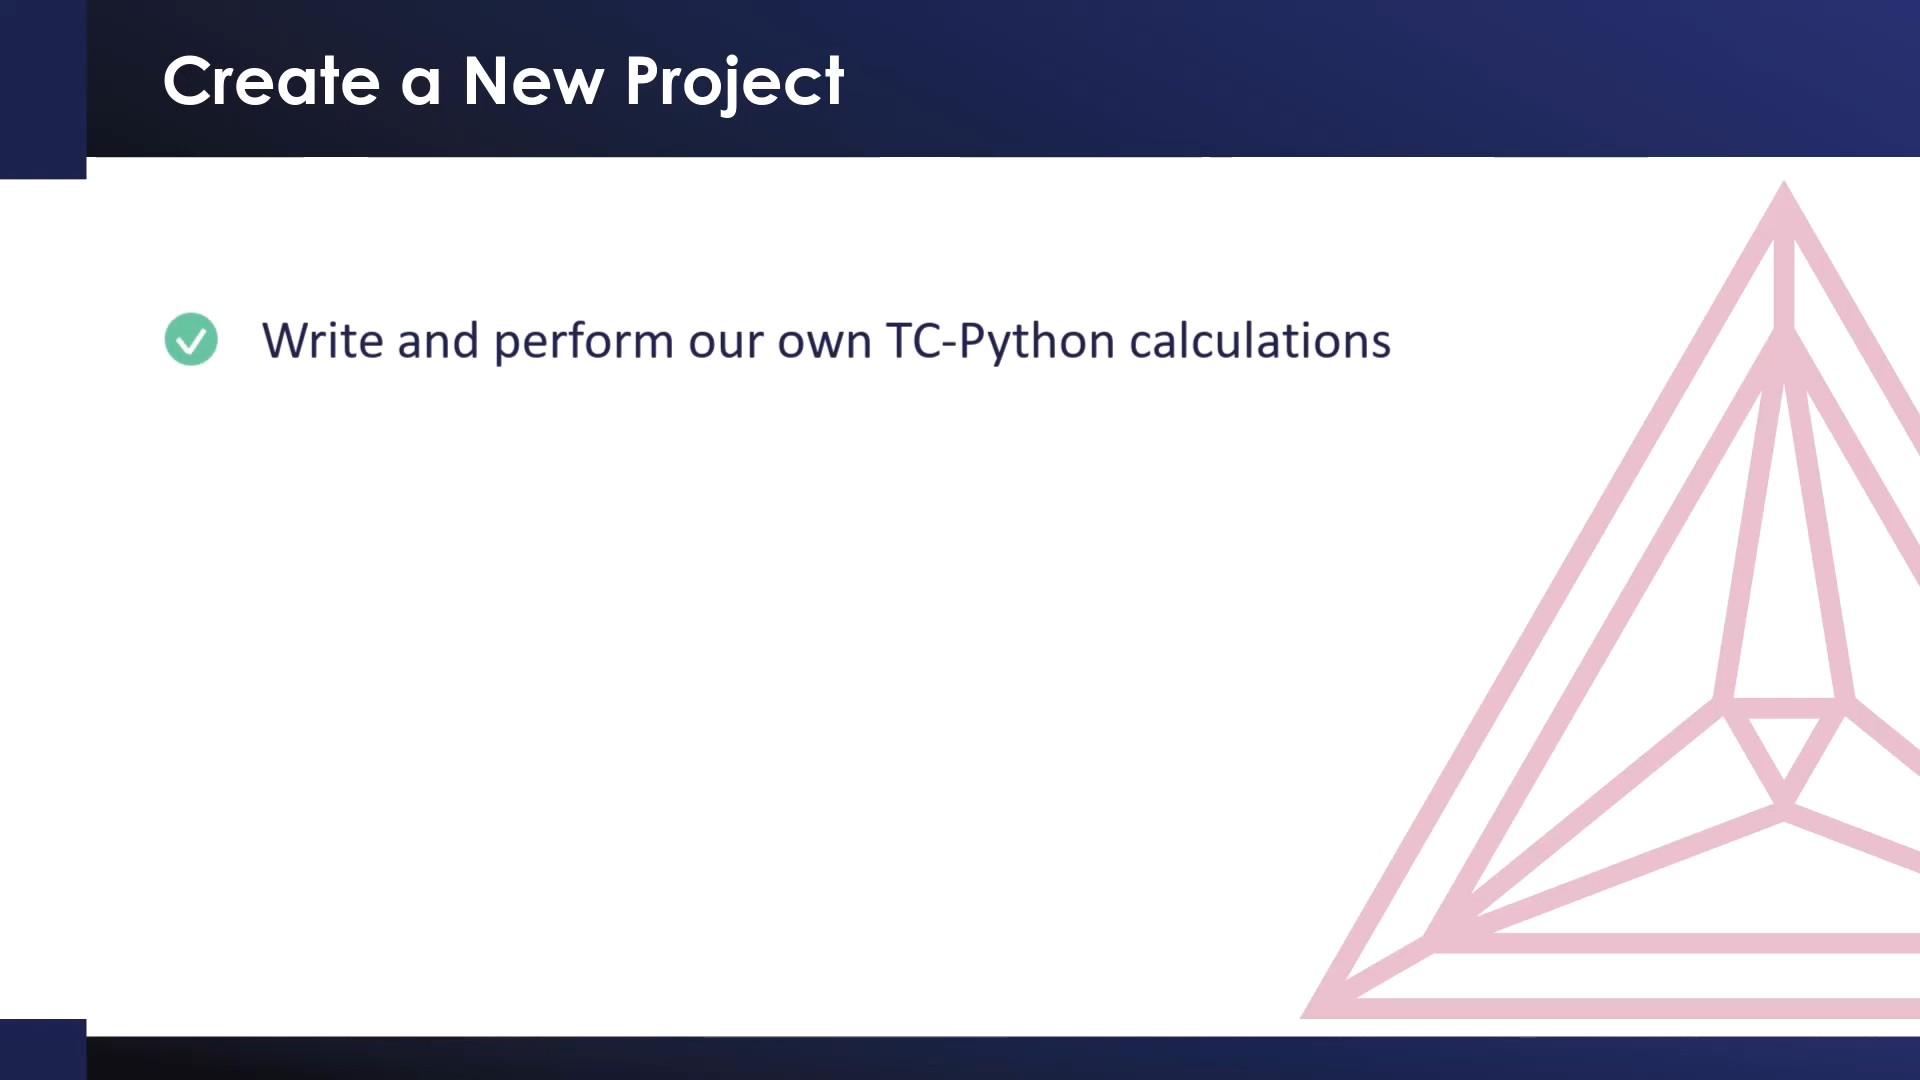 Create a New Project
Write and perform our own TC-Python calculations